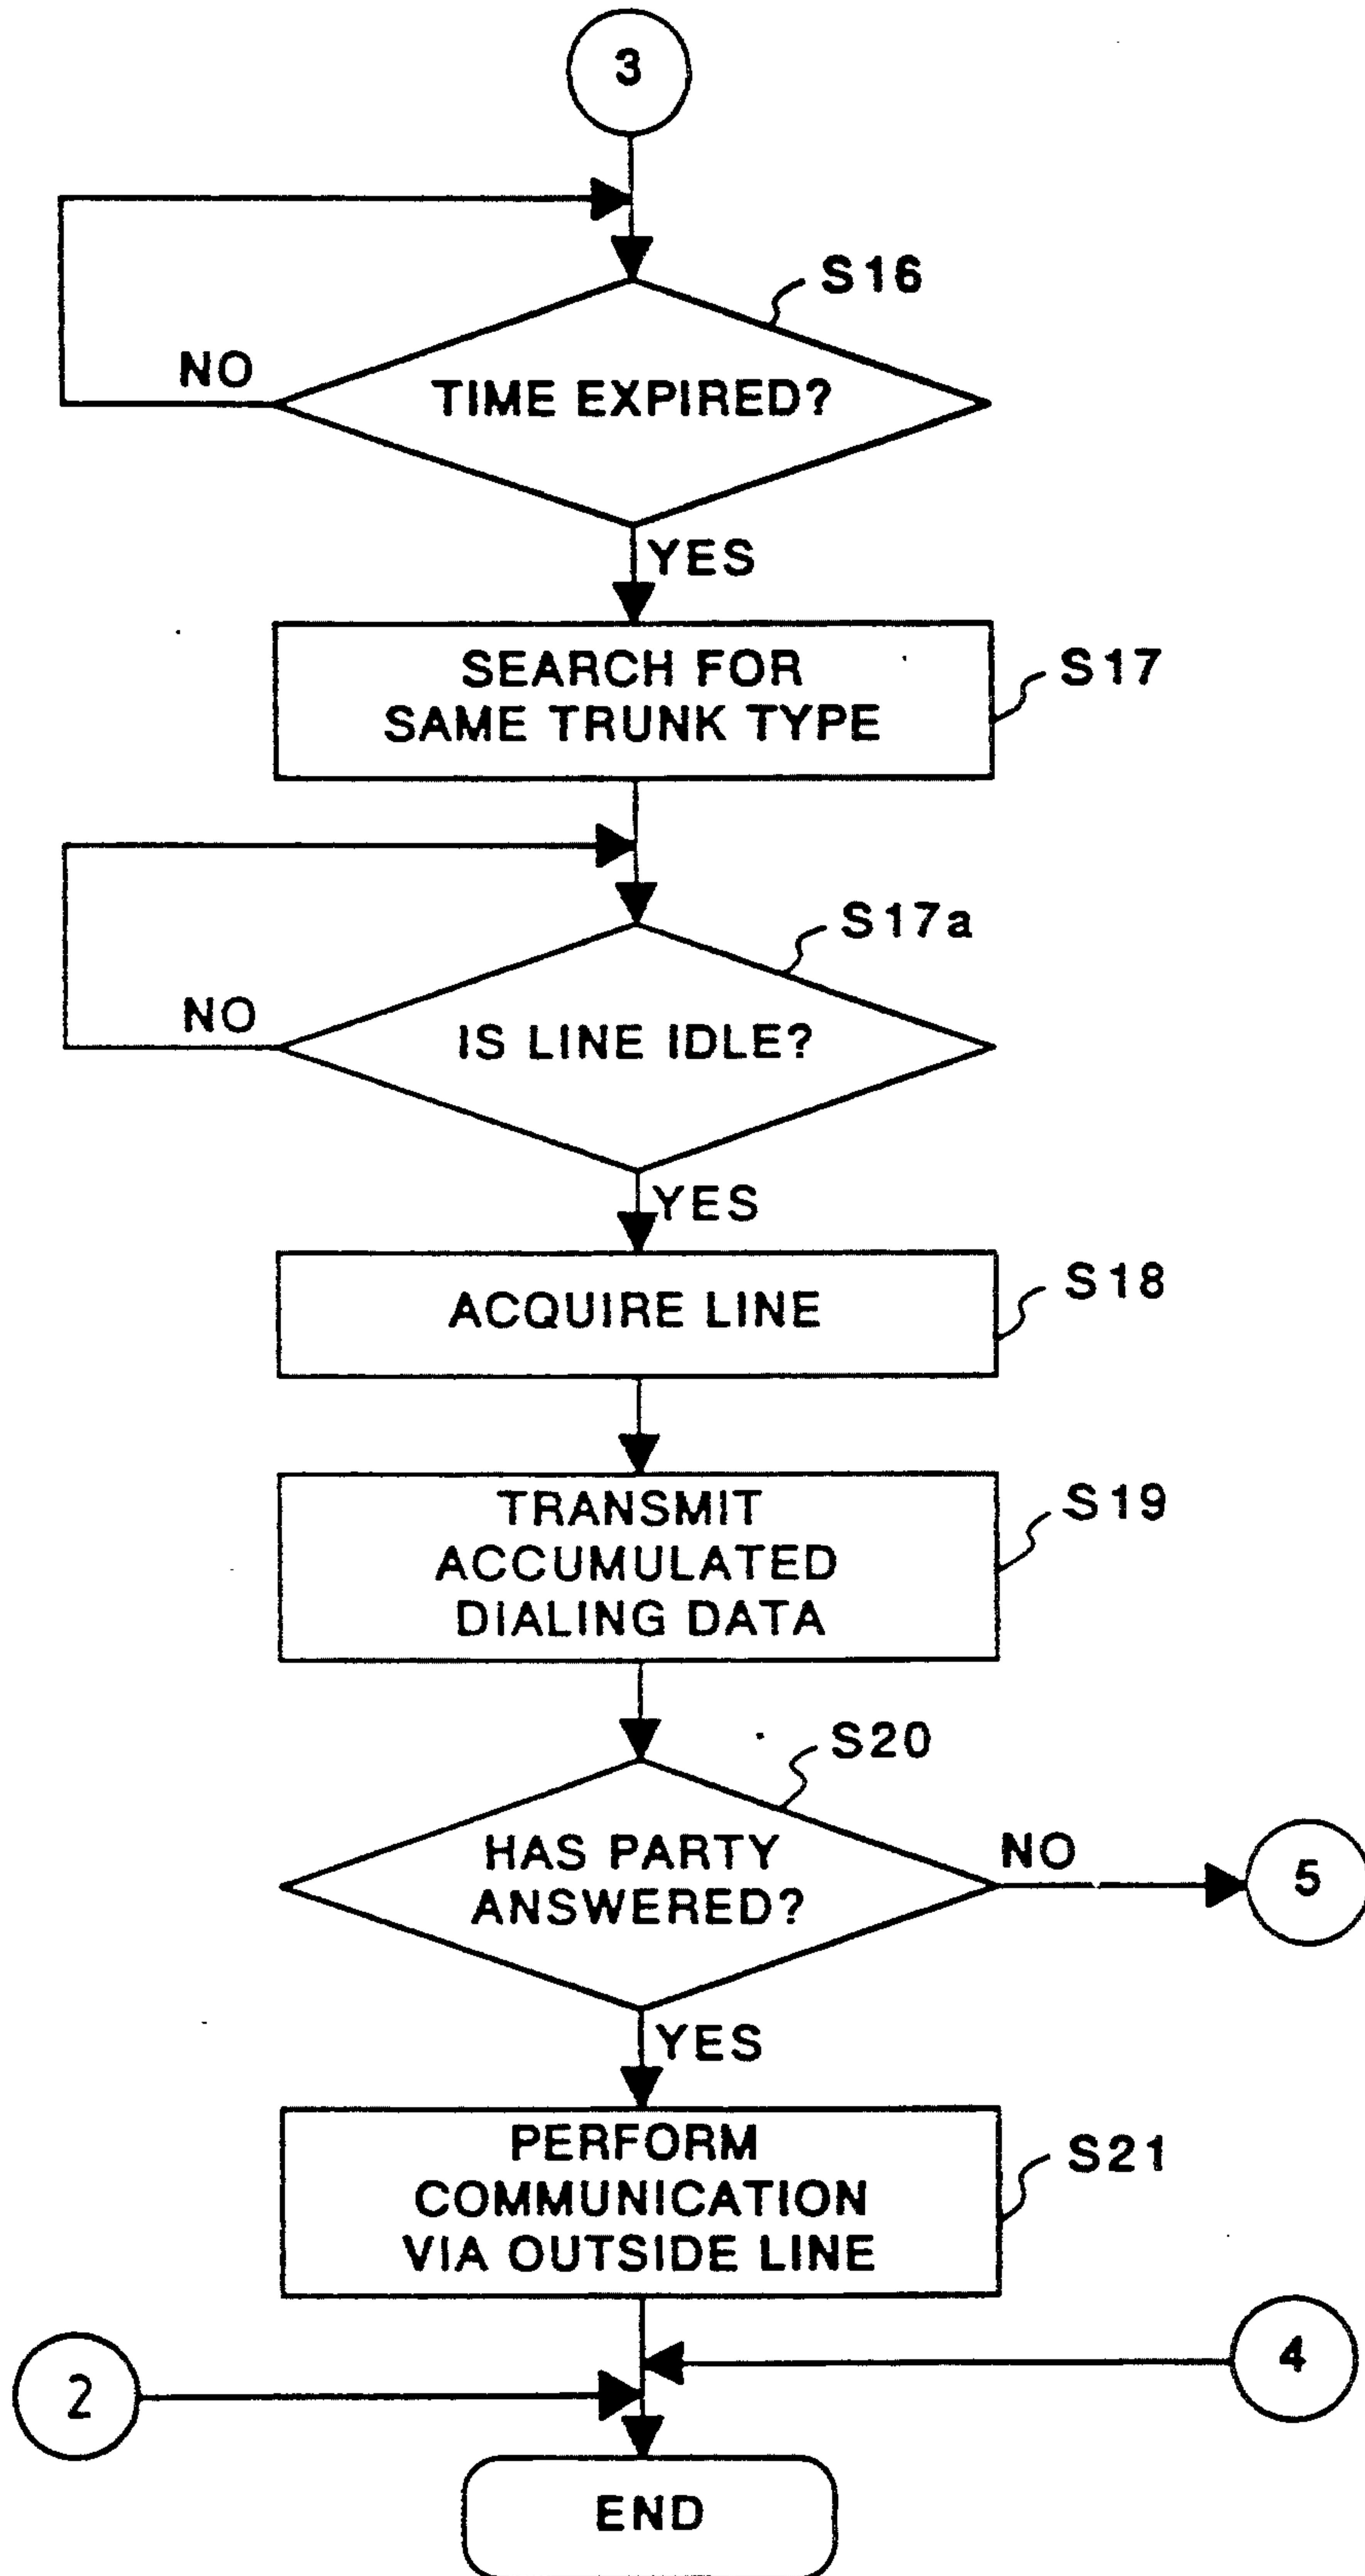 3
S16
NO
TIME EXPIRED?
YES
SEARCH FOR
SAME TRUNK TYPE
S17
S17a
NO
IS LINE IDLE?
YES
ACQUIRE LINE
S18
TRANSMIT
ACCUMULATED
DIALING DATA
S19
S20
HAS PARTY
ANSWERED?
NO
5
YES
PERFORM
COMMUNICATION
VIA OUTSIDE LINE
S21
4
2
END